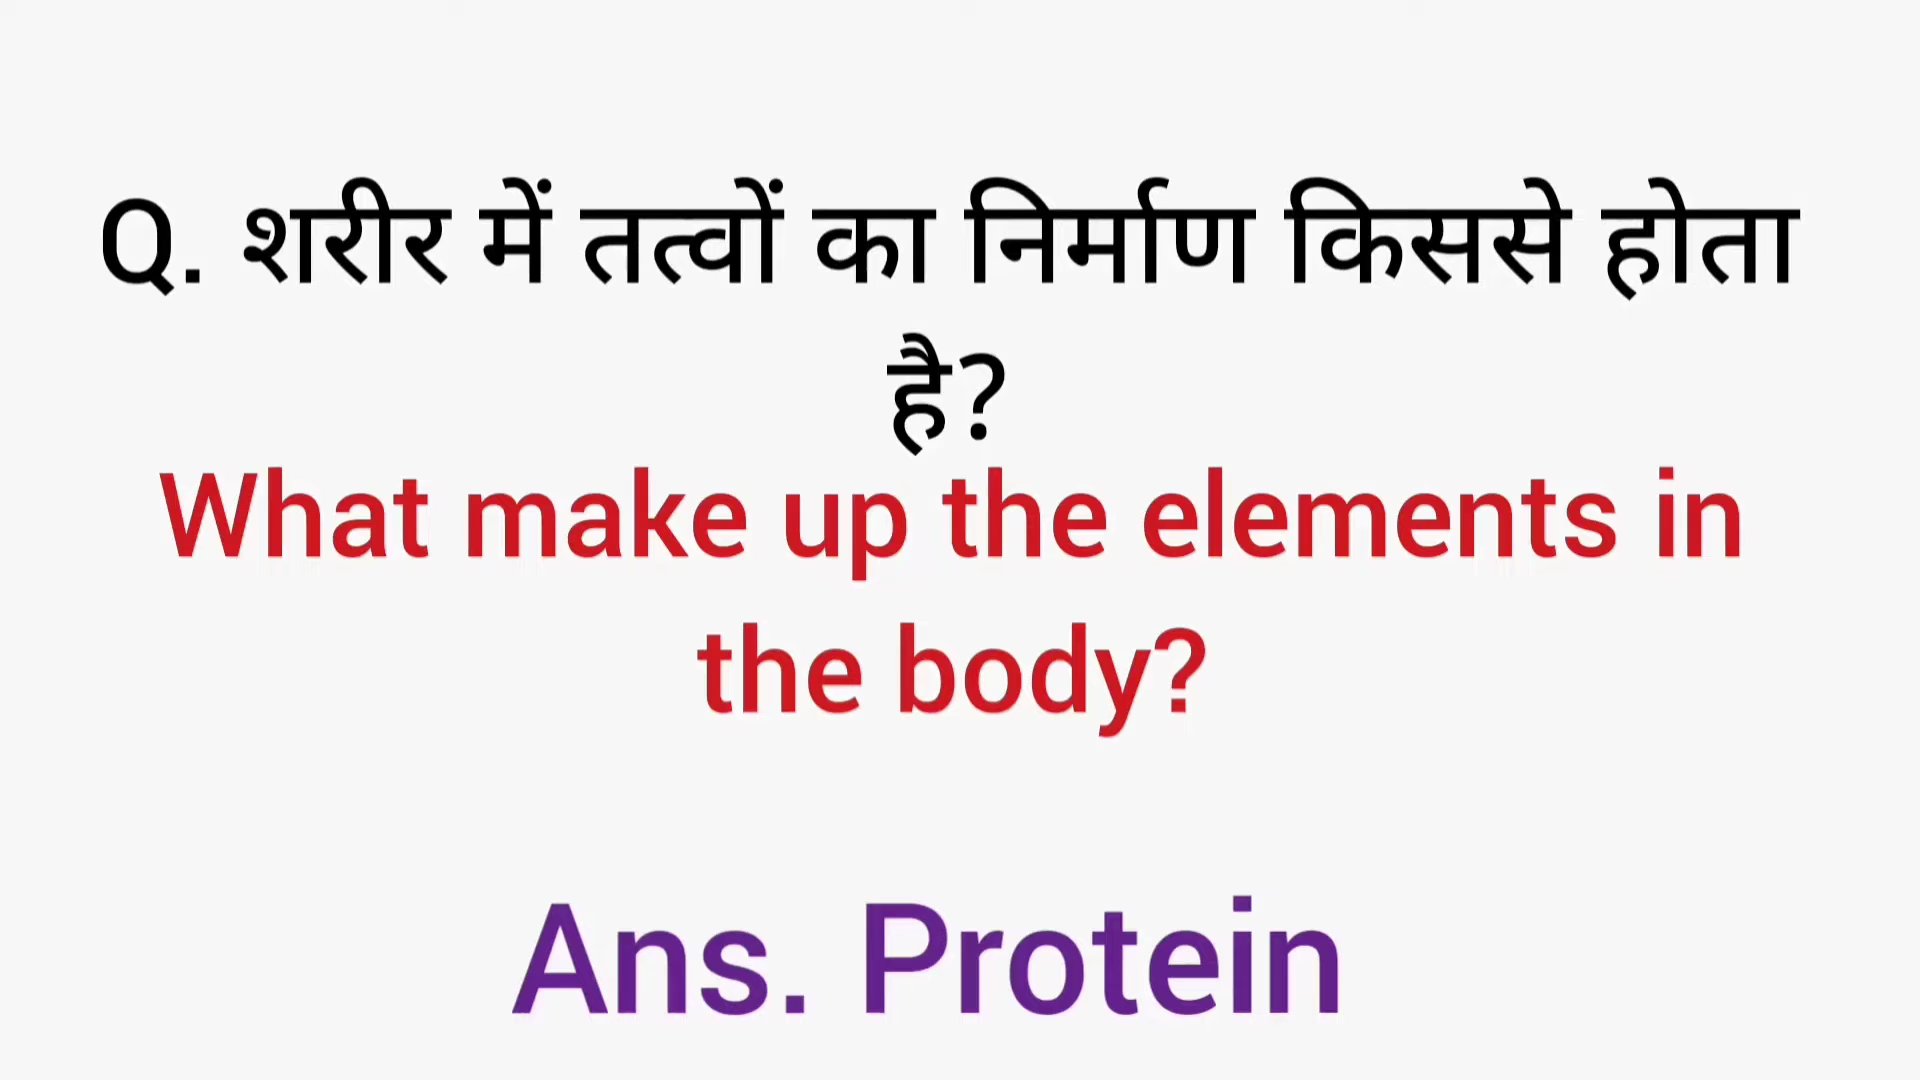 Q. शरीर में तत्वों का निर्माण किससे होता
है?
What make up the elements in
the body?
Ans. Protein